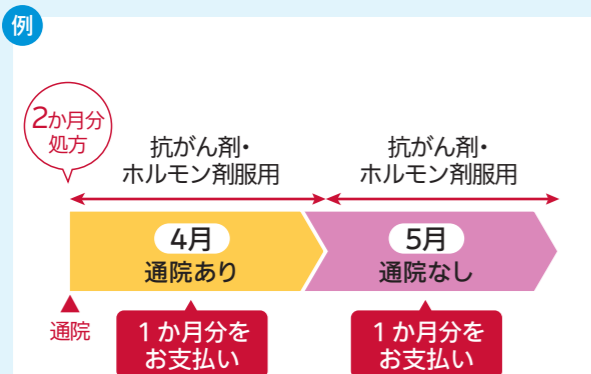 例
2か月分
処方
抗がん剤・
ホルモン剤服用
抗がん剤・
ホルモン剤服用
4月
通院あり
5月
通院なし
通院
1か月分を
お支払い
1か月分を
お支払い